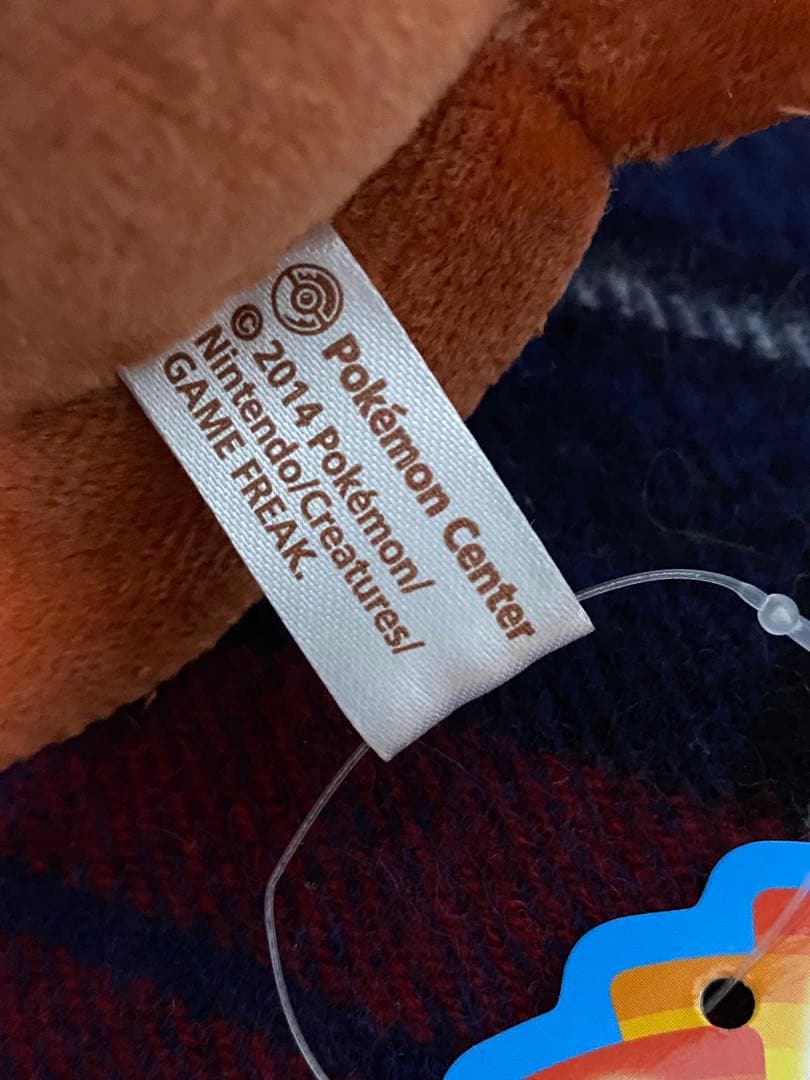 Pokémon Center
© 2014 Pokémon/
Nintendo/Creatures/
GAME FREAK.